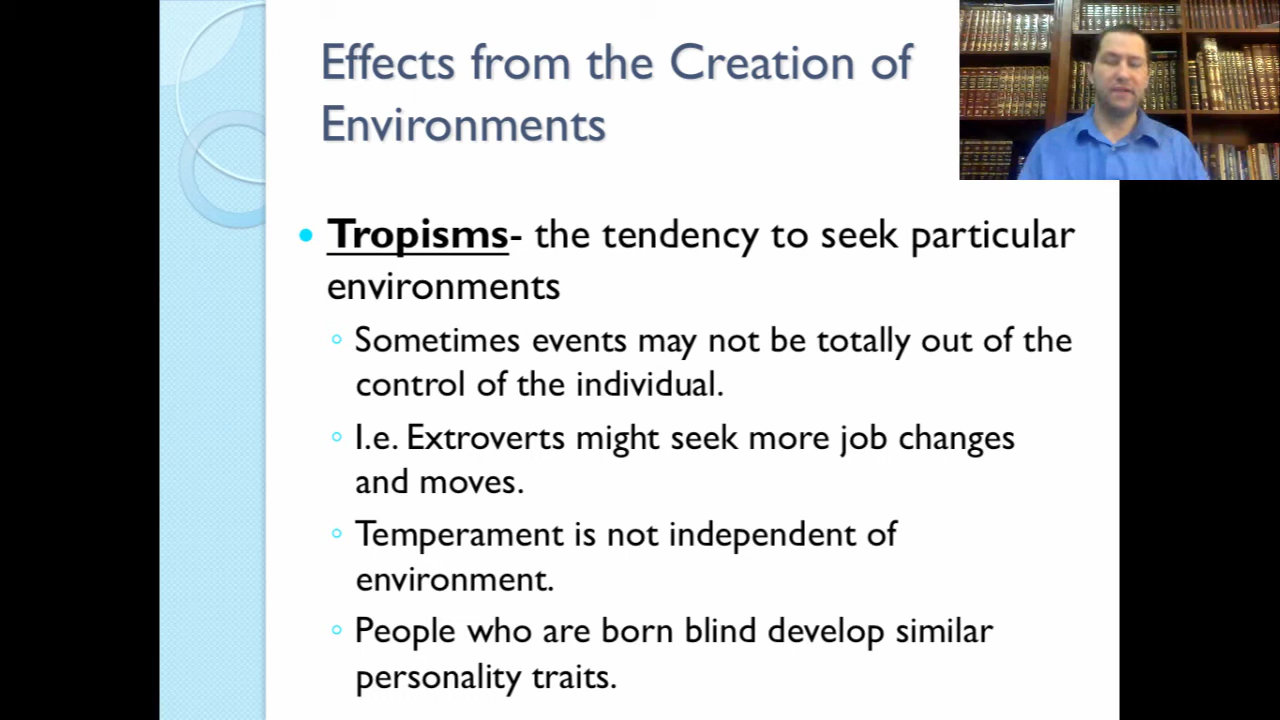 Effects from the Creation of
Environments
Tropisms- the tendency to seek particular
environments
Sometimes events may not be totally out of the
control of the individual.
I.e. Extroverts might seek more job changes
and moves.
Temperament is not independent of
environment.
People who are born blind develop similar
personality traits.